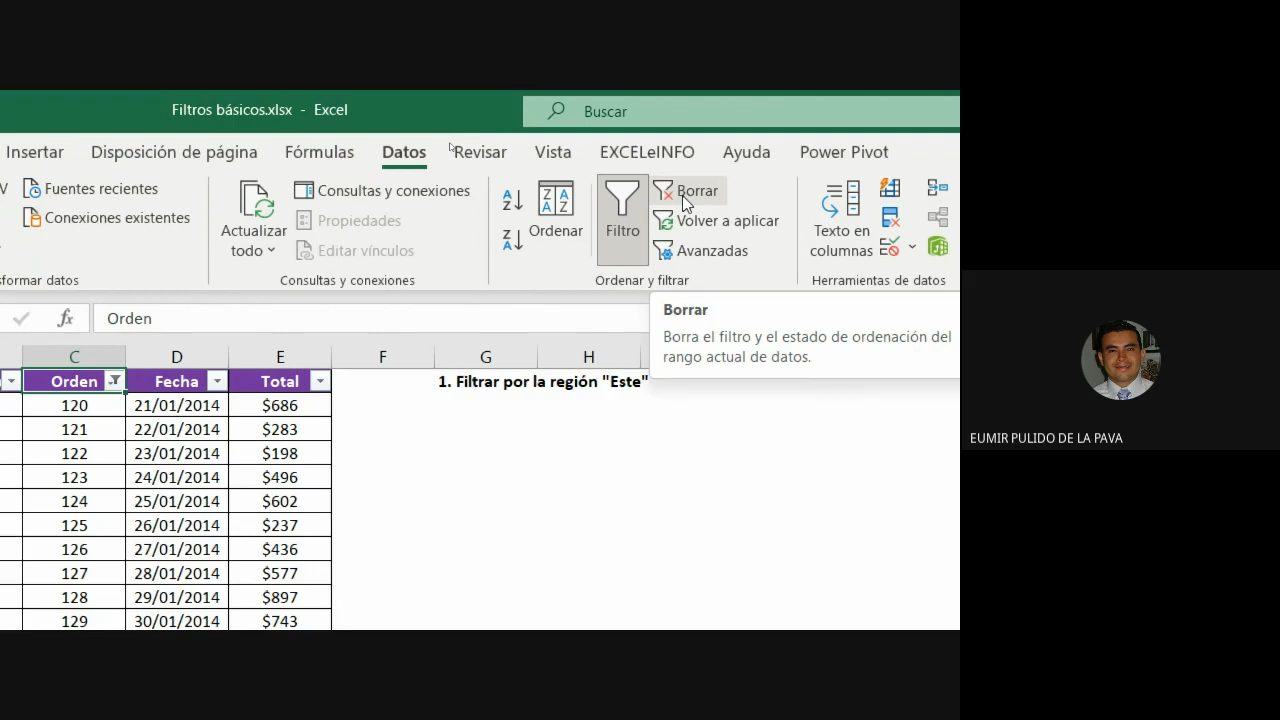 Filtros básicos.xlsx - Excel
Buscar
Insertar Disposición de página Fórmulas Datos Revisar Vista EXCELeINFO Ayuda Power Pivot
Fuentes recientes
Conexiones existentes
Actualizar todo
Consultas y conexiones
Propiedades
Editar vínculos
Consultas y conexiones
Ordenar
Filtro
Borrar
Volver a aplicar
Avanzadas
Ordenar y filtrar
Texto en
columnas
Herramientas de datos
sformar datos
fx Orden
Borrar
Borra el filtro y el estado de ordenación del
rango actual de datos.
C D E F G H
Orden Fecha Total 1. Filtrar por la región "Este"
120 21/01/2014 $686
121 22/01/2014 $283
122 23/01/2014 $198
123 24/01/2014 $496
124 25/01/2014 $602
125 26/01/2014 $237
126 27/01/2014 $436
127 28/01/2014 $577
128 29/01/2014 $897
129 30/01/2014 $743
EUMIR PULIDO DE LA PAVA